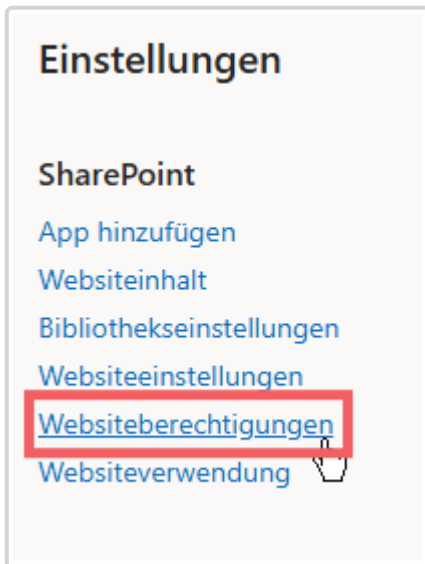 Einstellungen
SharePoint
App hinzufügen
Websiteinhalt
Bibliothekseinstellungen
Websiteeinstellungen
Websiteberechtigungen
Websiteverwendung